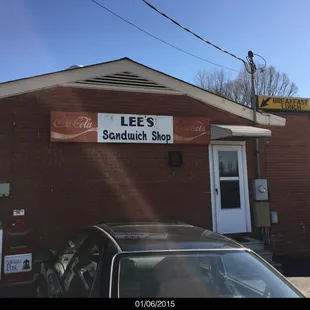 BREAKFAST
LUNCH
LEE'S
Coca-Cola
Sandwich Shop
Coca-Cola
01/06/2015